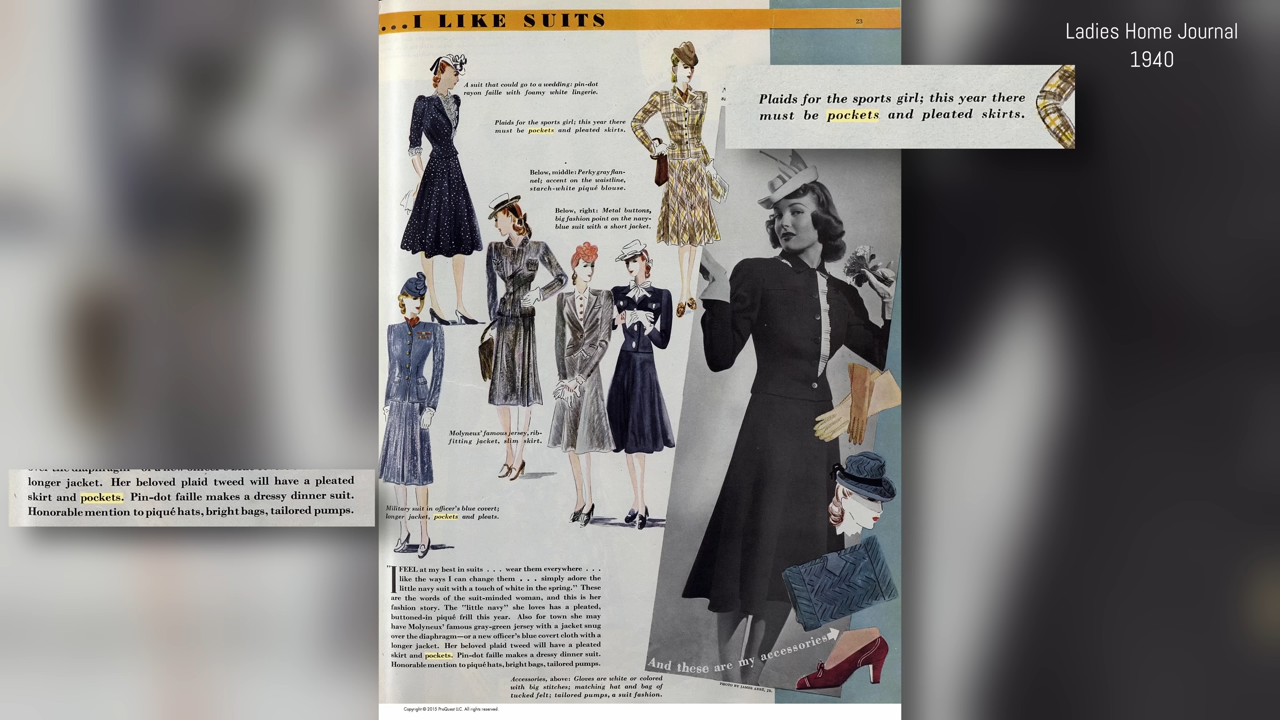 ...I LIKE SUITS
23
Ladies Home Journal
1940
A suit that could go to a wedding: pin-dot
rayon faille with foamy white lingerie.
Plaids for the sports girl; this year there
must be pockets and pleated skirts.
Plaids for the sports girl; this year there
must be pockets and pleated skirts.
Below, middle: Perky gray flan-
nel; accent on the waistline,
starch-white piqué blouse.
Below, right: Metal buttons,
big fashion point on the navy-
blue suit with a short jacket.
Molyneux' famous jersey, rib-
fitting jacket, slim skirt.
longer jacket. Her beloved plaid tweed will have a pleated
skirt and pockets. Pin-dot faille makes a dressy dinner suit.
Honorable mention to piqué hats, bright bags, tailored pumps.
Military suit in officer's blue covert;
longer jacket, pockets and pleats.
"I FEEL at my best in suits . . . wear them everywhere . . .
like the ways I can change them . . . simply adore the
little navy suit with a touch of white in the spring." These
are the words of the suit-minded woman, and this is her
fashion story. The "little navy" she loves has a pleated,
buttoned-in piqué frill this year. Also for town she may
have Molyneux' famous gray-green jersey with a jacket snug
over the diaphragm—or a new officer's blue covert cloth with a
longer jacket. Her beloved plaid tweed will have a pleated
skirt and pockets. Pin-dot faille makes a dressy dinner suit.
Honorable mention to piqué hats, bright bags, tailored pumps.
And these are my accessories
Accessories, above: Gloves are white or colored
with big stitches; matching hat and bag of
tucked felt; tailored pumps, a suit fashion.
Copyright © 2015 ProQuest LLC. All rights reserved.